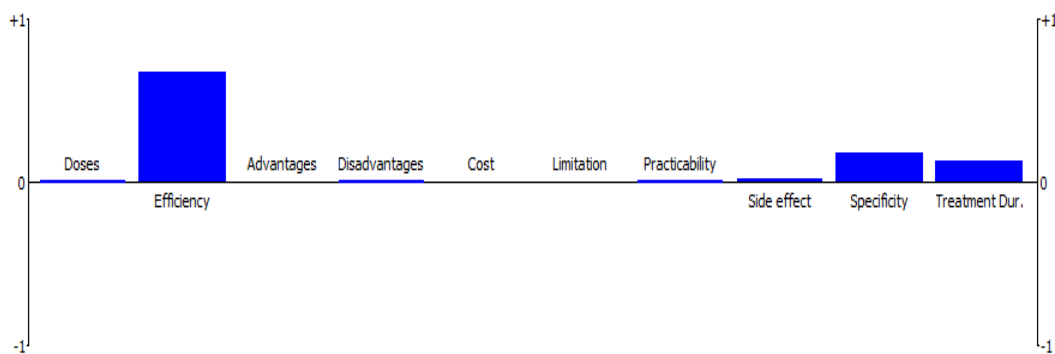 +1 +1
Doses Advantages Disadvantages Cost Limitation Practicability
0 0
Efficiency Side effect Specificity Treatment Dur.
-1 -1